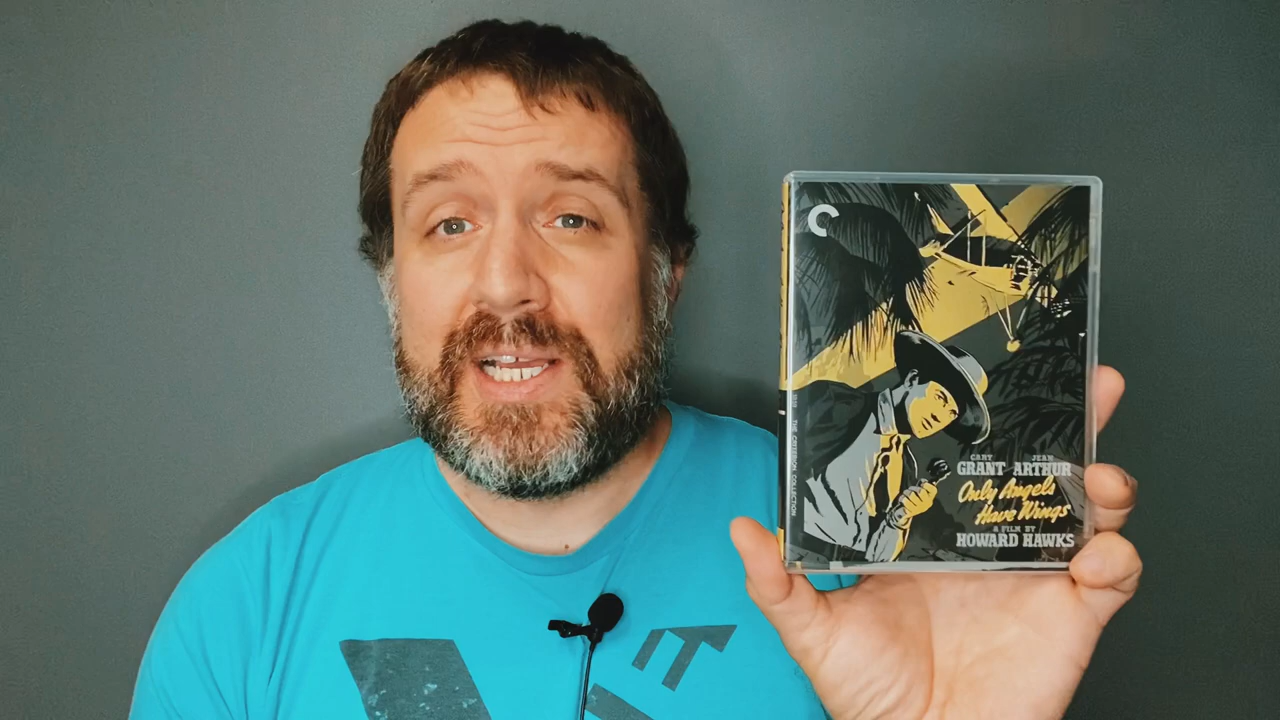 THE CRITERION COLLECTION
CARY JEAN
GRANT ARTHUR
Only Angels
Have Wings
A FILM BY
HOWARD HAWKS